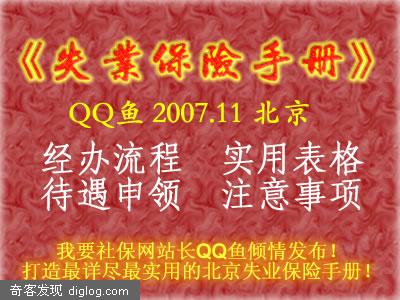 《失業保險手册》
QQ鱼 2007.11 北京
经办流程 实用表格
待遇申领 注意事项
我要社保网站长QQ鱼倾情发布！
打造最详尽最实用的北京失业保险手册！
奇客发现 diglog.com